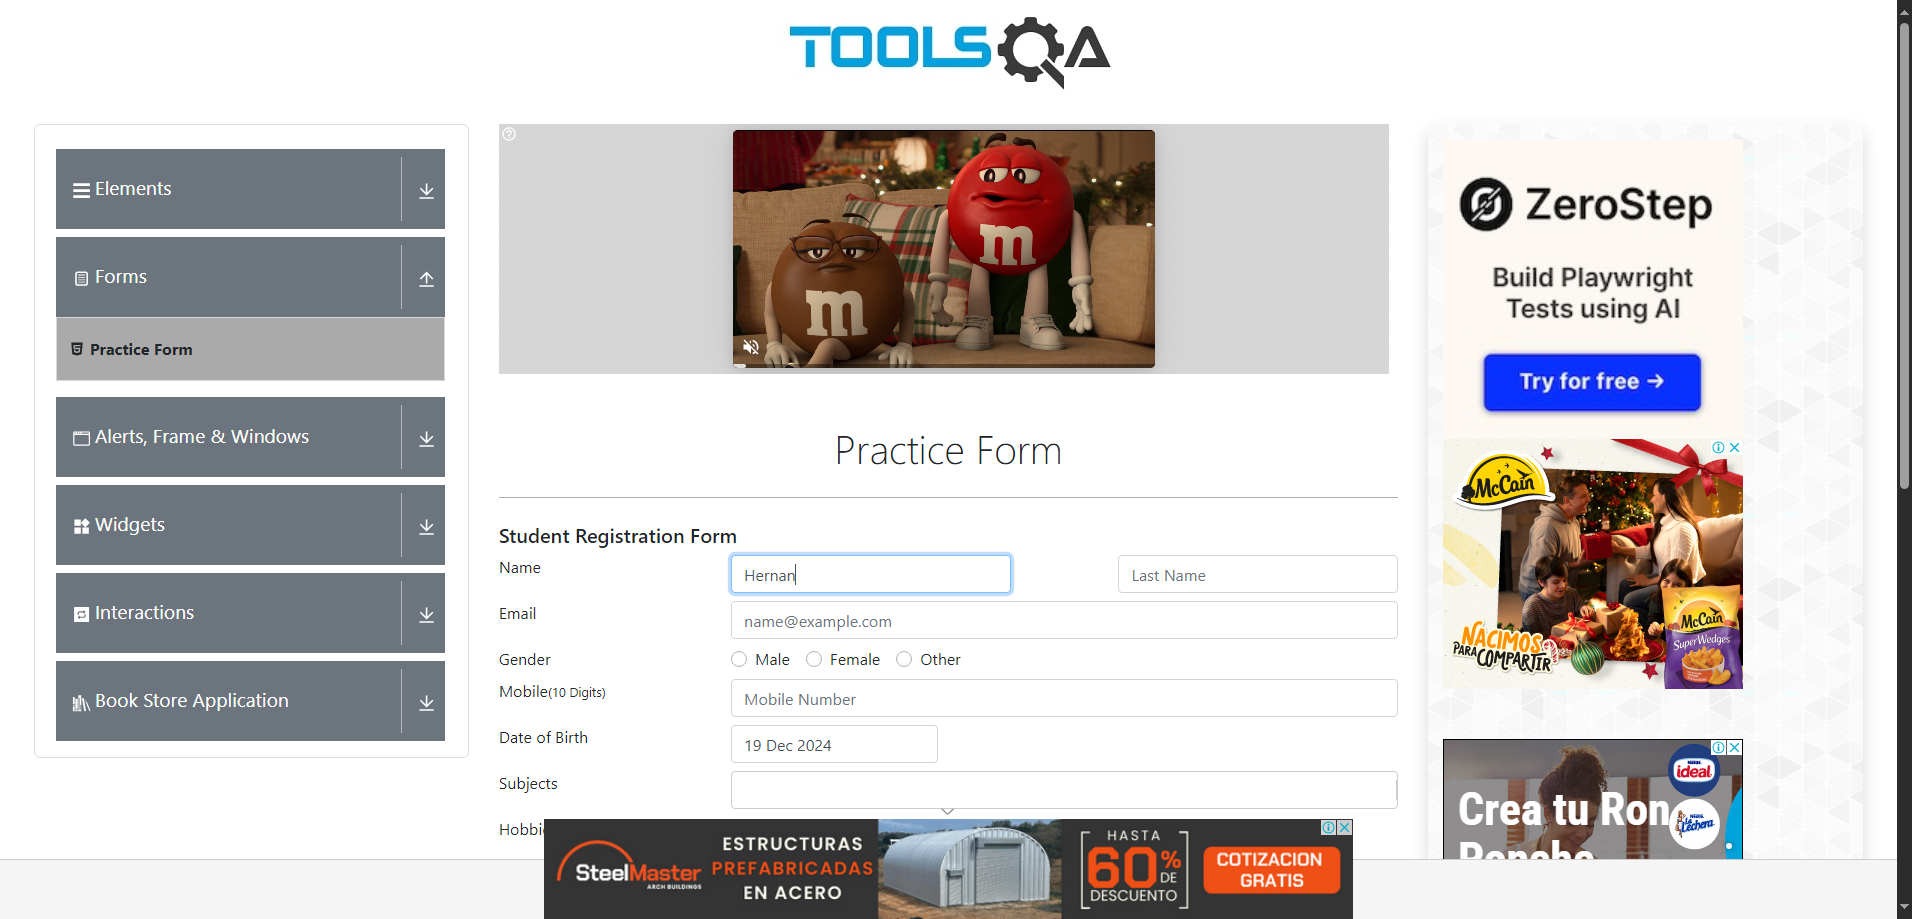 TOOLSQA
Elements
Forms
Practice Form
Alerts, Frame & Windows
Widgets
Interactions
Book Store Application
m
m
Practice Form
Student Registration Form
Name
Hernan
Last Name
Email
name@example.com
Gender
Male
Female
Other
Mobile(10 Digits)
Mobile Number
Date of Birth
19 Dec 2024
Subjects
ZeroStep
Build Playwright
Tests using AI
Try for free →
McCain
NACIMOS
PARA COMPARTIR
McCain
SuperWedges
Nestlé
ideal
Crea tu Ron
Nestlé
La Lechera
SteelMaster
ARCH BUILDINGS
ESTRUCTURAS
PREFABRICADAS
EN ACERO
HASTA
60%
DE
DESCUENTO
COTIZACION
GRATIS